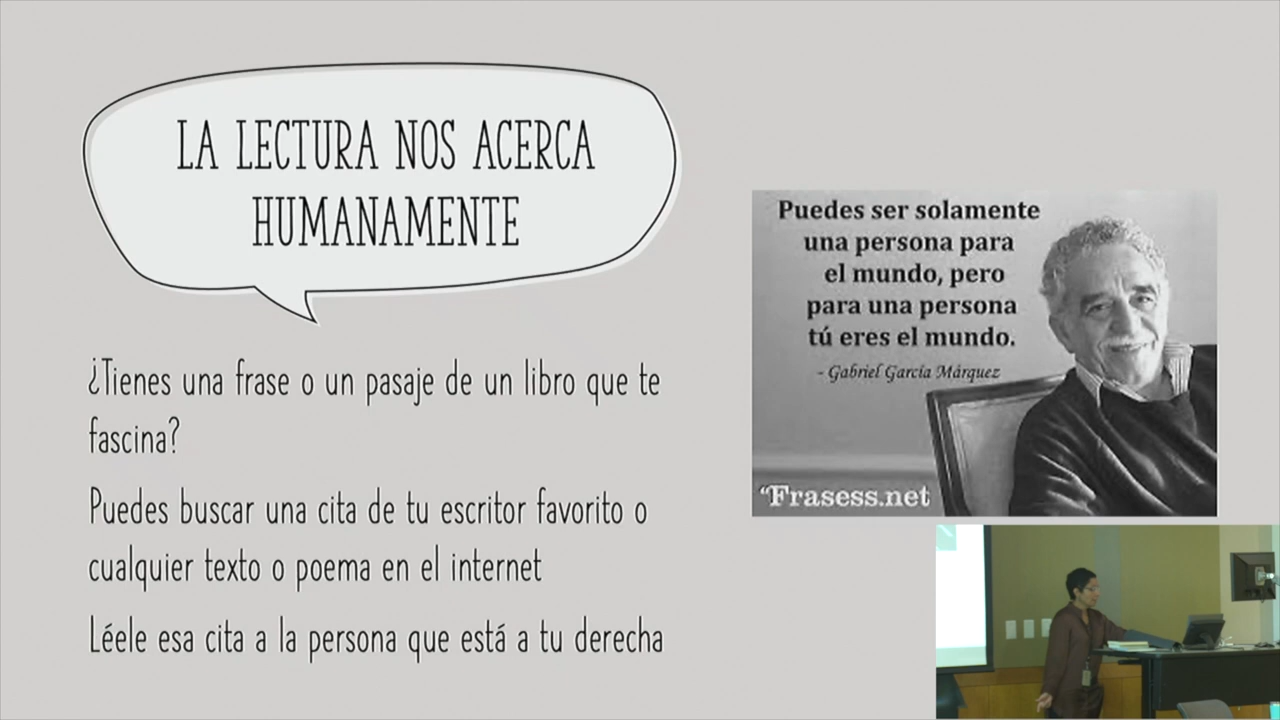 LA LECTURA NOS ACERCA
HUMANAMENTE
¿Tienes una frase o un pasaje de un libro que te
fascina?
Puedes buscar una cita de tu escritor favorito o
cualquier texto o poema en el internet
Léele esa cita a la persona que está a tu derecha
Puedes ser solamente
una persona para
el mundo, pero
para una persona
tú eres el mundo.
- Gabriel García Márquez
“Frasess.net